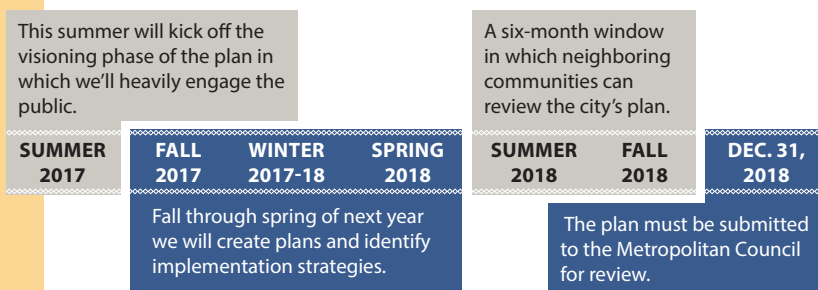 This summer will kick off the
visioning phase of the plan in
which we’ll heavily engage the
public.
SUMMER
2017
FALL
2017
WINTER
2017-18
SPRING
2018
Fall through spring of next year
we will create plans and identify
implementation strategies.
A six-month window
in which neighboring
communities can
review the city’s plan.
SUMMER
2018
FALL
2018
DEC. 31,
2018
The plan must be submitted
to the Metropolitan Council
for review.